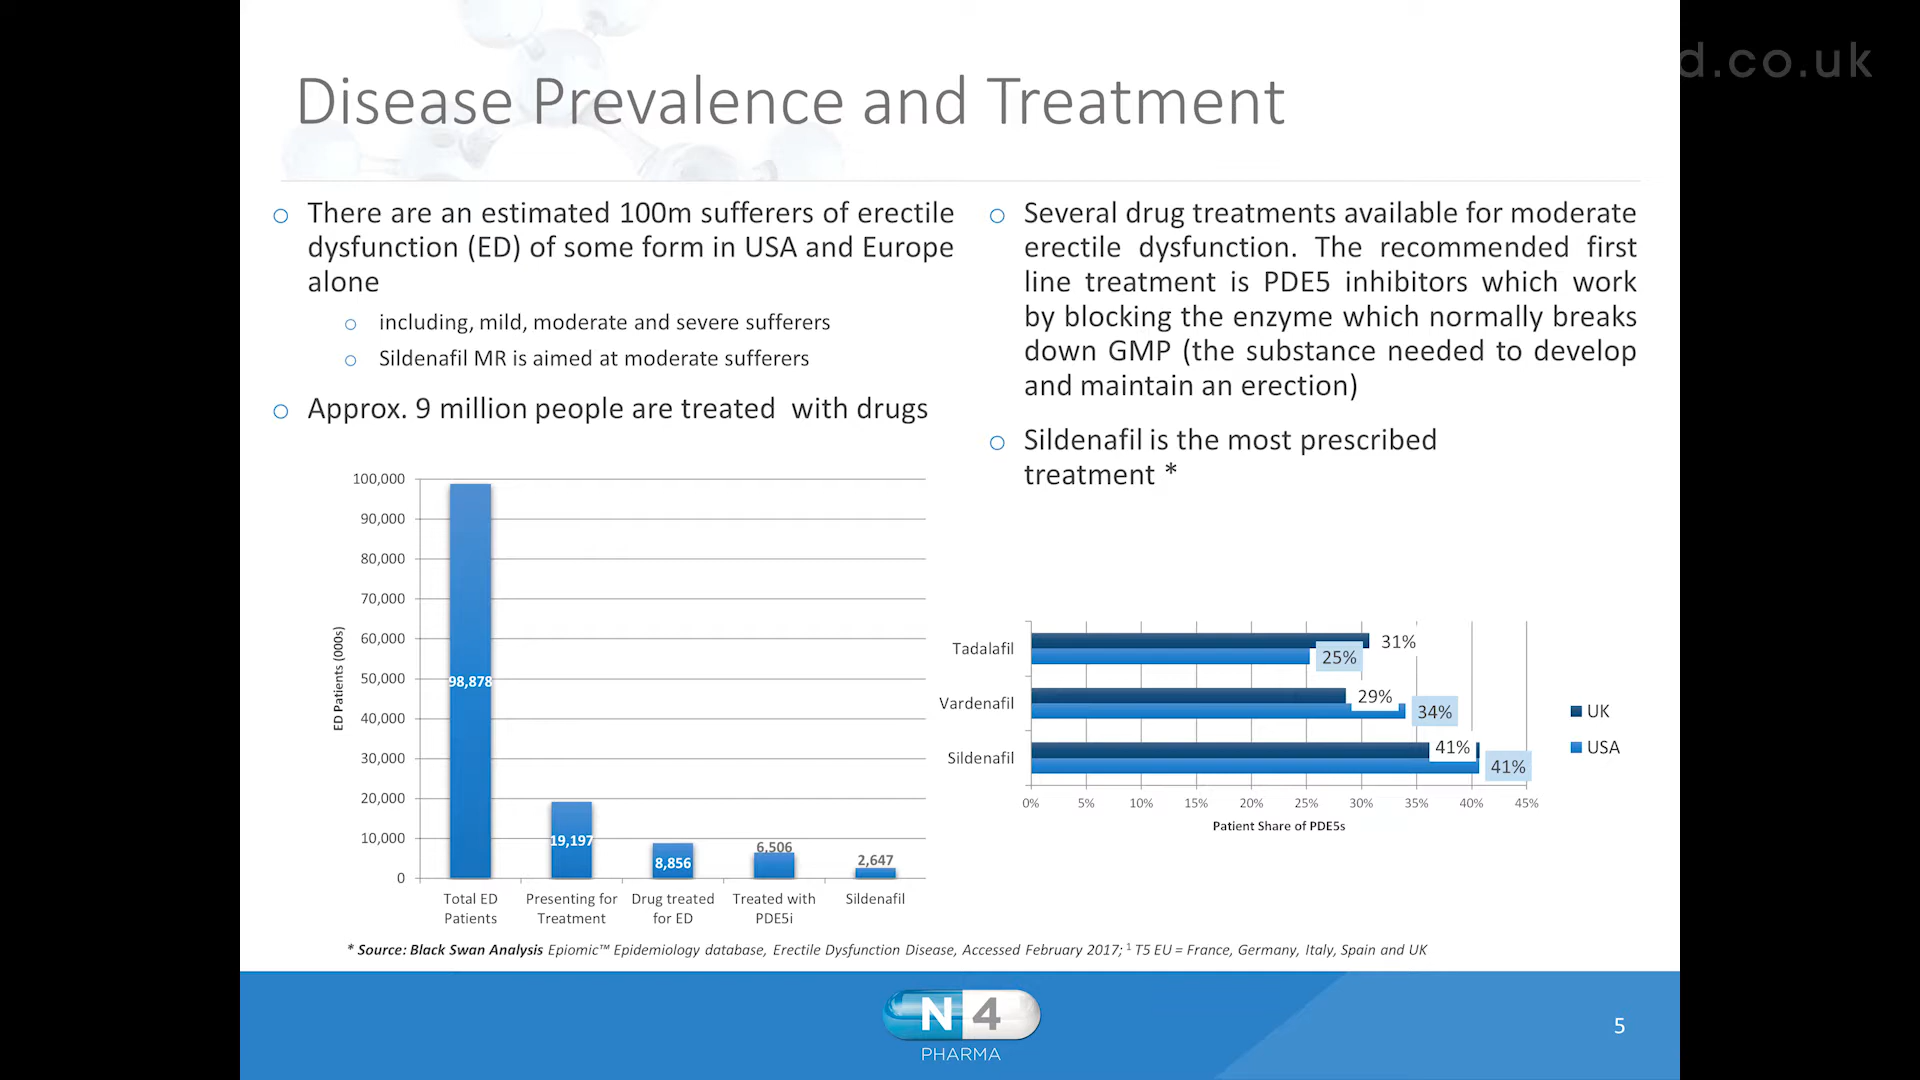 d.co.uk
Disease Prevalence and Treatment
There are an estimated 100m sufferers of erectile
dysfunction (ED) of some form in USA and Europe
alone
including, mild, moderate and severe sufferers
Sildenafil MR is aimed at moderate sufferers
Approx. 9 million people are treated with drugs
Several drug treatments available for moderate
erectile dysfunction. The recommended first
line treatment is PDE5 inhibitors which work
by blocking the enzyme which normally breaks
down GMP (the substance needed to develop
and maintain an erection)
Sildenafil is the most prescribed
treatment *
ED Patients (000s)
100,000
90,000
80,000
70,000
60,000
50,000
40,000
30,000
20,000
10,000
0
98,878
19,197
8,856
6,506
2,647
Total ED
Patients
Presenting for
Treatment
Drug treated
for ED
Treated with
PDE5i
Sildenafil
Tadalafil
31%
25%
Vardenafil
29%
34%
Sildenafil
41%
41%
0% 5% 10% 15% 20% 25% 30% 35% 40% 45%
Patient Share of PDE5s
UK
USA
* Source: Black Swan Analysis Epiomic™ Epidemiology database, Erectile Dysfunction Disease, Accessed February 2017; ¹ T5 EU = France, Germany, Italy, Spain and UK
N4
PHARMA
5